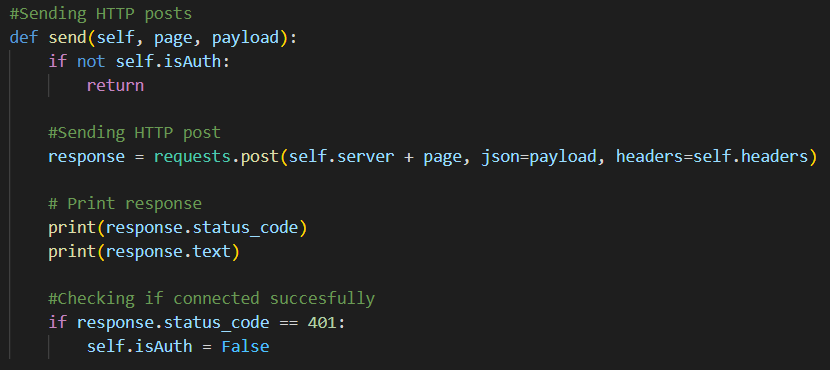 #Sending HTTP posts
def send(self, page, payload):
    if not self.isAuth:
        return

    #Sending HTTP post
    response = requests.post(self.server + page, json=payload, headers=self.headers)

    # Print response
    print(response.status_code)
    print(response.text)

    #Checking if connected succesfully
    if response.status_code == 401:
        self.isAuth = False